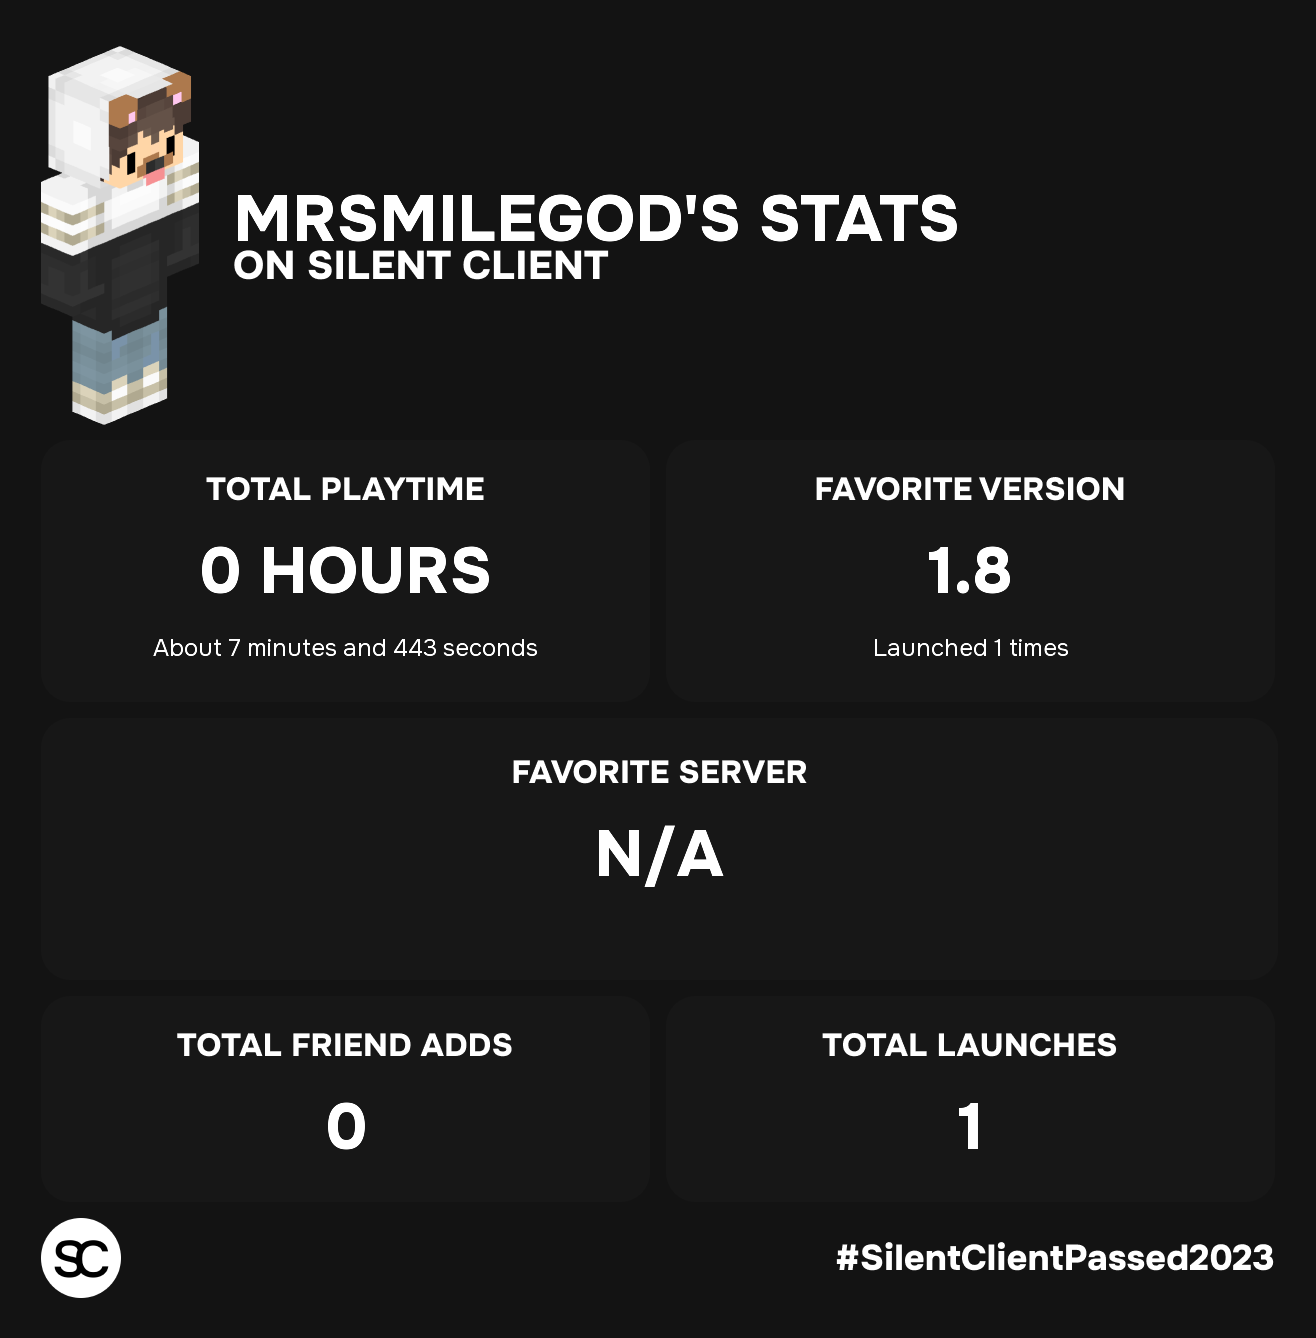 MRSMILEGOD'S STATS
ON SILENT CLIENT
TOTAL PLAYTIME
0 HOURS
About 7 minutes and 443 seconds
FAVORITE VERSION
1.8
Launched 1 times
FAVORITE SERVER
N/A
TOTAL FRIEND ADDS
0
TOTAL LAUNCHES
1
SC
#SilentClientPassed2023